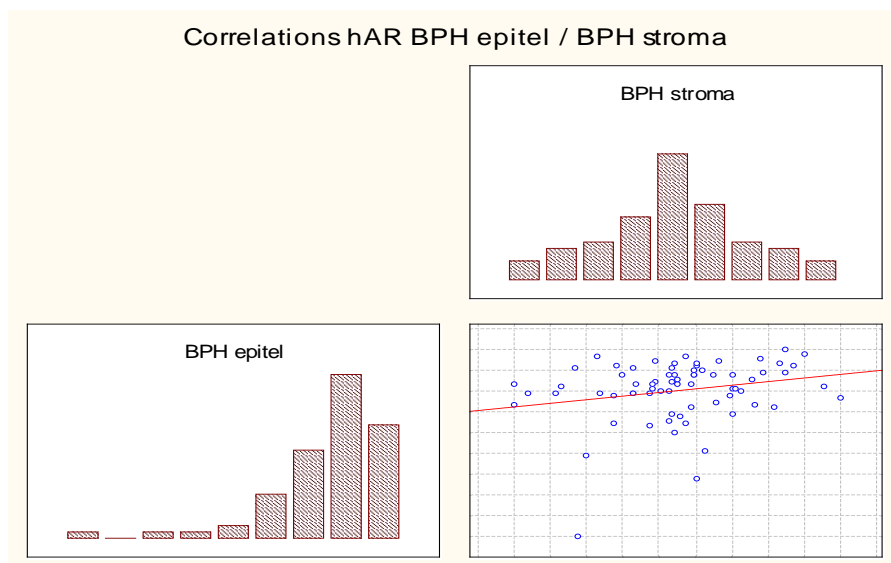 Correlations hAR BPH epitel / BPH stroma
BPH stroma
BPH epitel